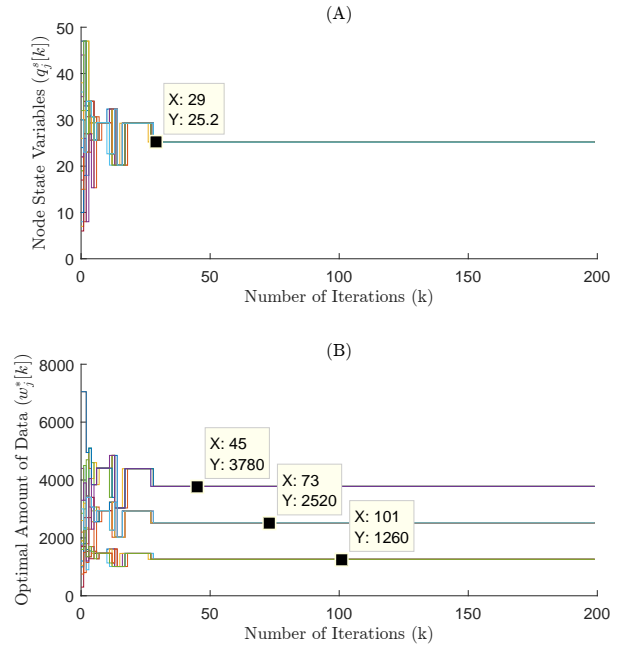 (A)
Node State Variables (q_j^s[k])
50
40
30
20
10
0
X: 29
Y: 25.2
0
50
100
150
200
Number of Iterations (k)
(B)
Optimal Amount of Data (w_j^*[k])
8000
6000
4000
2000
0
X: 45
Y: 3780
X: 73
Y: 2520
X: 101
Y: 1260
0
50
100
150
200
Number of Iterations (k)